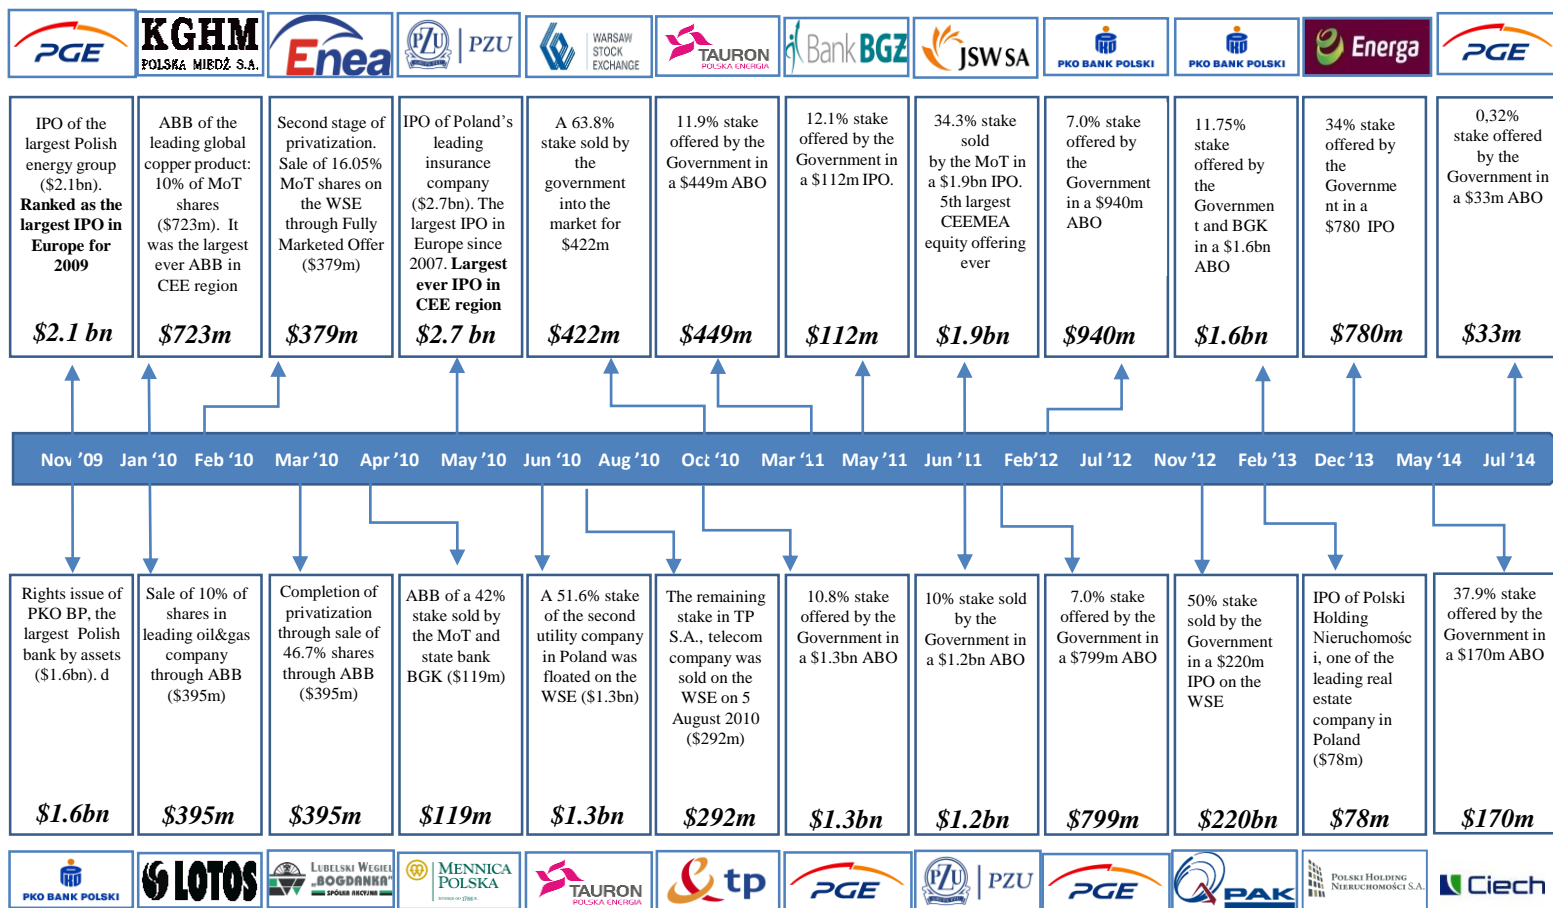 PGE
KGHM
POLSKA MIEDŹ S.A.
Enea
PZU | PZU
WARSAW
STOCK
EXCHANGE
TAURON
POLSKA ENERGIA
Bank BGŻ
JSW SA
PKO BANK POLSKI
PKO BANK POLSKI
Energa
PGE
IPO of the
largest Polish
energy group
($2.1bn).
Ranked as the
largest IPO in
Europe for
2009
$2.1 bn
ABB of the
leading global
copper product:
10% of MoT
shares
($723m). It
was the largest
ever ABB in
CEE region
$723m
Second stage of
privatization.
Sale of 16.05%
MoT shares on
the WSE
through Fully
Marketed Offer
($379m)
$379m
IPO of Poland's
leading
insurance
company
($2.7bn). The
largest IPO in
Europe since
2007. Largest
ever IPO in
CEE region
$2.7 bn
A 63.8%
stake sold by
the
government
into the
market for
$422m
$422m
11.9% stake
offered by the
Government in
a $449m ABO
$449m
12.1% stake
offered by the
Government in
a $112m IPO.
$112m
34.3% stake
sold
by the MoT in
a $1.9bn IPO.
5th largest
CEEMEA
equity offering
ever
$1.9bn
7.0% stake
offered by
the
Government
in a $940m
ABO
$940m
11.75%
stake
offered by
the
Governmen
t and BGK
in a $1.6bn
ABO
$1.6bn
34% stake
offered by
the
Governme
nt in a
$780 IPO
$780m
0,32%
stake offered
by the
Government in
a $33m ABO
$33m
Nov '09 Jan '10 Feb '10 Mar '10 Apr '10 May '10 Jun '10 Aug '10 Oct '10 Mar '11 May '11 Jun '11 Feb'12 Jul '12 Nov '12 Feb '13 Dec '13 May '14 Jul '14
Rights issue of
PKO BP, the
largest Polish
bank by assets
($1.6bn). d
$1.6bn
Sale of 10% of
shares in
leading oil&gas
company
through ABB
($395m)
$395m
Completion of
privatization
through sale of
46.7% shares
through ABB
($395m)
$395m
ABB of a 42%
stake sold by
the MoT and
state bank
BGK ($119m)
$119m
A 51.6% stake
of the second
utility company
in Poland was
floated on the
WSE ($1.3bn)
$1.3bn
The remaining
stake in TP
S.A., telecom
company was
sold on the
WSE on 5
August 2010
($292m)
$292m
10.8% stake
offered by the
Government in
a $1.3bn ABO
$1.3bn
10% stake sold
by the
Government in
a $1.2bn ABO
$1.2bn
7.0% stake
offered by the
Government in
a $799m ABO
$799m
50% stake
sold by the
Government
in a $220m
IPO on the
WSE
$220bn
IPO of Polski
Holding
Nieruchomośc
i, one of the
leading real
estate
company in
Poland
($78m)
$78m
37.9% stake
offered by the
Government in
a $170m ABO
$170m
PKO BANK POLSKI
LOTOS
LUBELSKI WĘGIEL
„BOGDANKA"
SPÓŁKA AKCYJNA
MENNICA
POLSKA
TAURON
POLSKA ENERGIA
tp
PGE
PZU | PZU
PGE
PAK
POLSKI HOLDING
NIERUCHOMOŚCI S.A.
Ciech